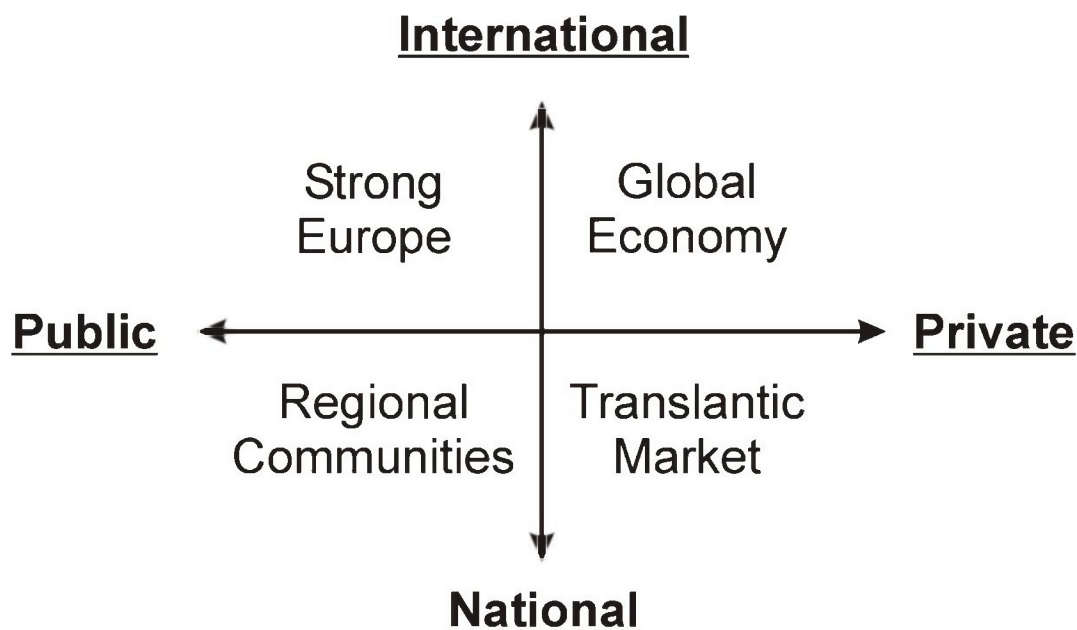 International
Strong
Europe
Global
Economy
Public
Private
Regional
Communities
Translantic
Market
National